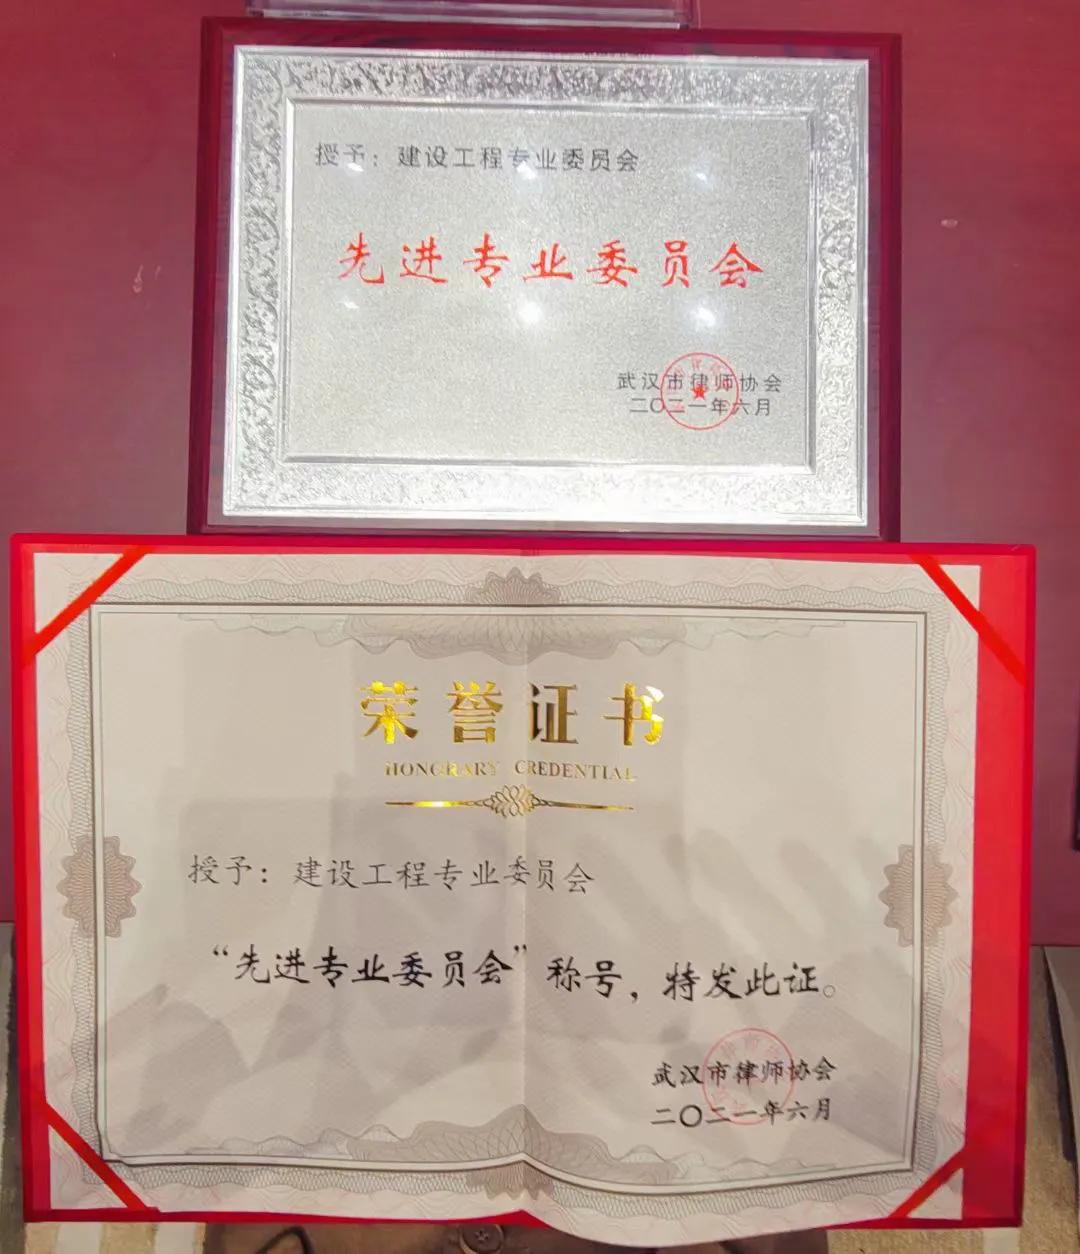 授予：建设工程专业委员会
先进专业委员会
武汉市律师协会
二〇二一年六月
荣誉证书
HONORARY CREDENTIAL
授予：建设工程专业委员会
“先进专业委员会”称号，特发此证。
武汉市律师协会
二〇二一年六月